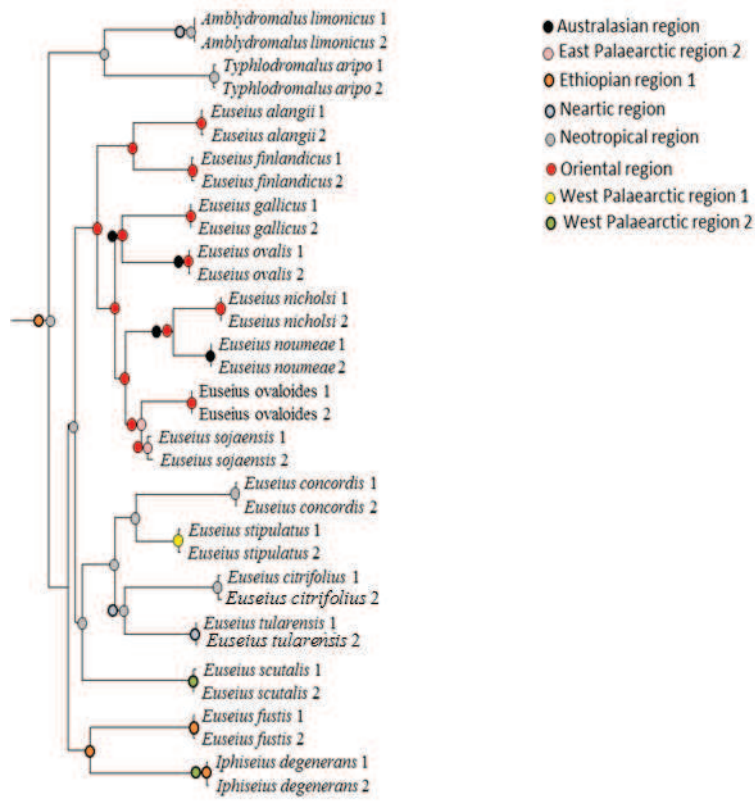 Amblydromalus limonicus 1
Amblydromalus limonicus 2
Typhlodromalus aripo 1
Typhlodromalus aripo 2
Euseius alangii 1
Euseius alangii 2
Euseius finlandicus 1
Euseius finlandicus 2
Euseius gallicus 1
Euseius gallicus 2
Euseius ovalis 1
Euseius ovalis 2
Euseius nicholsi 1
Euseius nicholsi 2
Euseius noumeae 1
Euseius noumeae 2
Euseius ovaloides 1
Euseius ovaloides 2
Euseius sojaensis 1
Euseius sojaensis 2
Euseius concordis 1
Euseius concordis 2
Euseius stipulatus 1
Euseius stipulatus 2
Euseius citrifolius 1
Euseius citrifolius 2
Euseius tularensis 1
Euseius tularensis 2
Euseius scutalis 1
Euseius scutalis 2
Euseius fustis 1
Euseius fustis 2
Iphiseius degenerans 1
Iphiseius degenerans 2
Australasian region
East Palaearctic region 2
Ethiopian region 1
Neartic region
Neotropical region
Oriental region
West Palaearctic region 1
West Palaearctic region 2